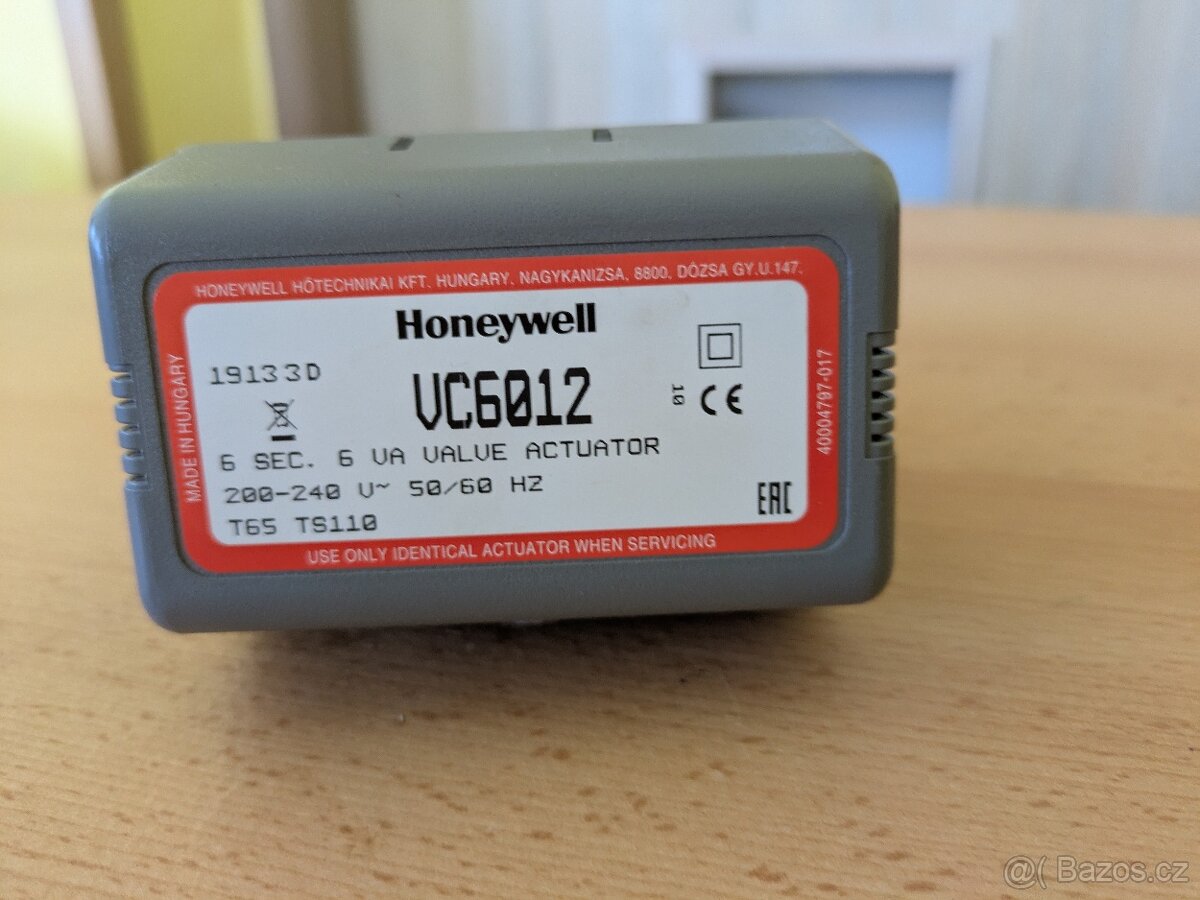 HONEYWELL HŐTECHNIKAI KFT. HUNGARY. NAGYKANIZSA, 8800, DÓZSA GY.U.147.
Honeywell
19133D
VC6012
10 CE
6 SEC. 6 VA VALVE ACTUATOR
200-240 V~ 50/60 HZ
T65 TS110
EAC
MADE IN HUNGARY
40004797-017
USE ONLY IDENTICAL ACTUATOR WHEN SERVICING
@( Bazos.cz